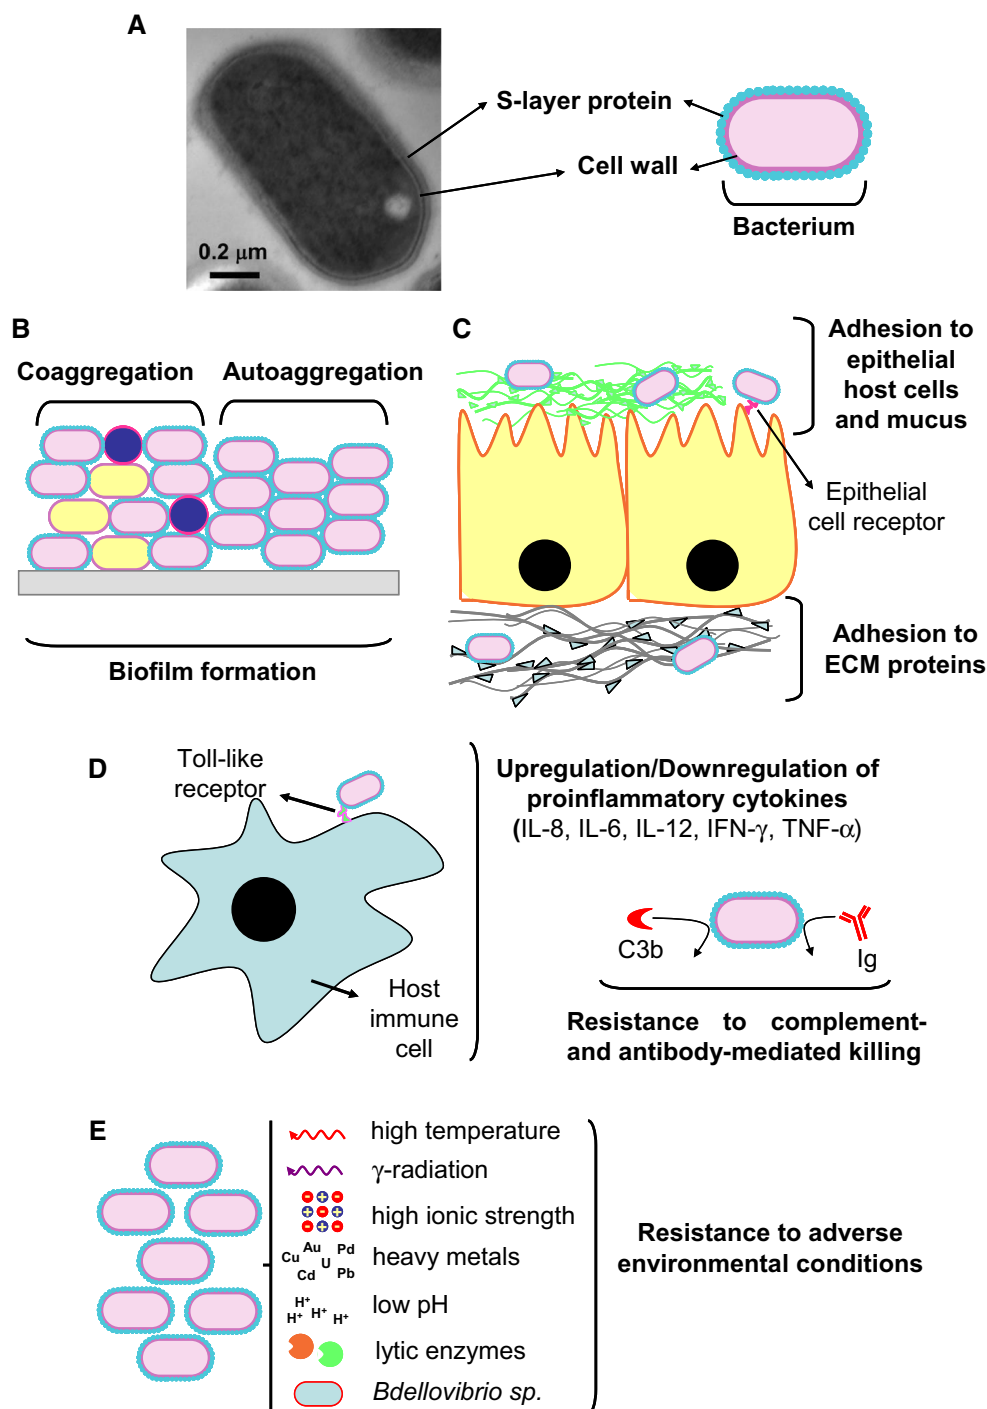 A
S-layer protein
Cell wall
0.2 μm
Bacterium
B
Coaggregation
Autoaggregation
Biofilm formation
C
Adhesion to
epithelial
host cells
and mucus
Epithelial
cell receptor
Adhesion to
ECM proteins
D
Toll-like
receptor
Host
immune
cell
Upregulation/Downregulation of
proinflammatory cytokines
(IL-8, IL-6, IL-12, IFN-γ, TNF-α)
C3b
Ig
Resistance to complement-
and antibody-mediated killing
E
high temperature
γ-radiation
- + -
+ - +
- + -
high ionic strength
Cu Au U Pd
Cd Pb
heavy metals
H+ H+ H+ H+
low pH
lytic enzymes
Bdellovibrio sp.
Resistance to adverse
environmental conditions